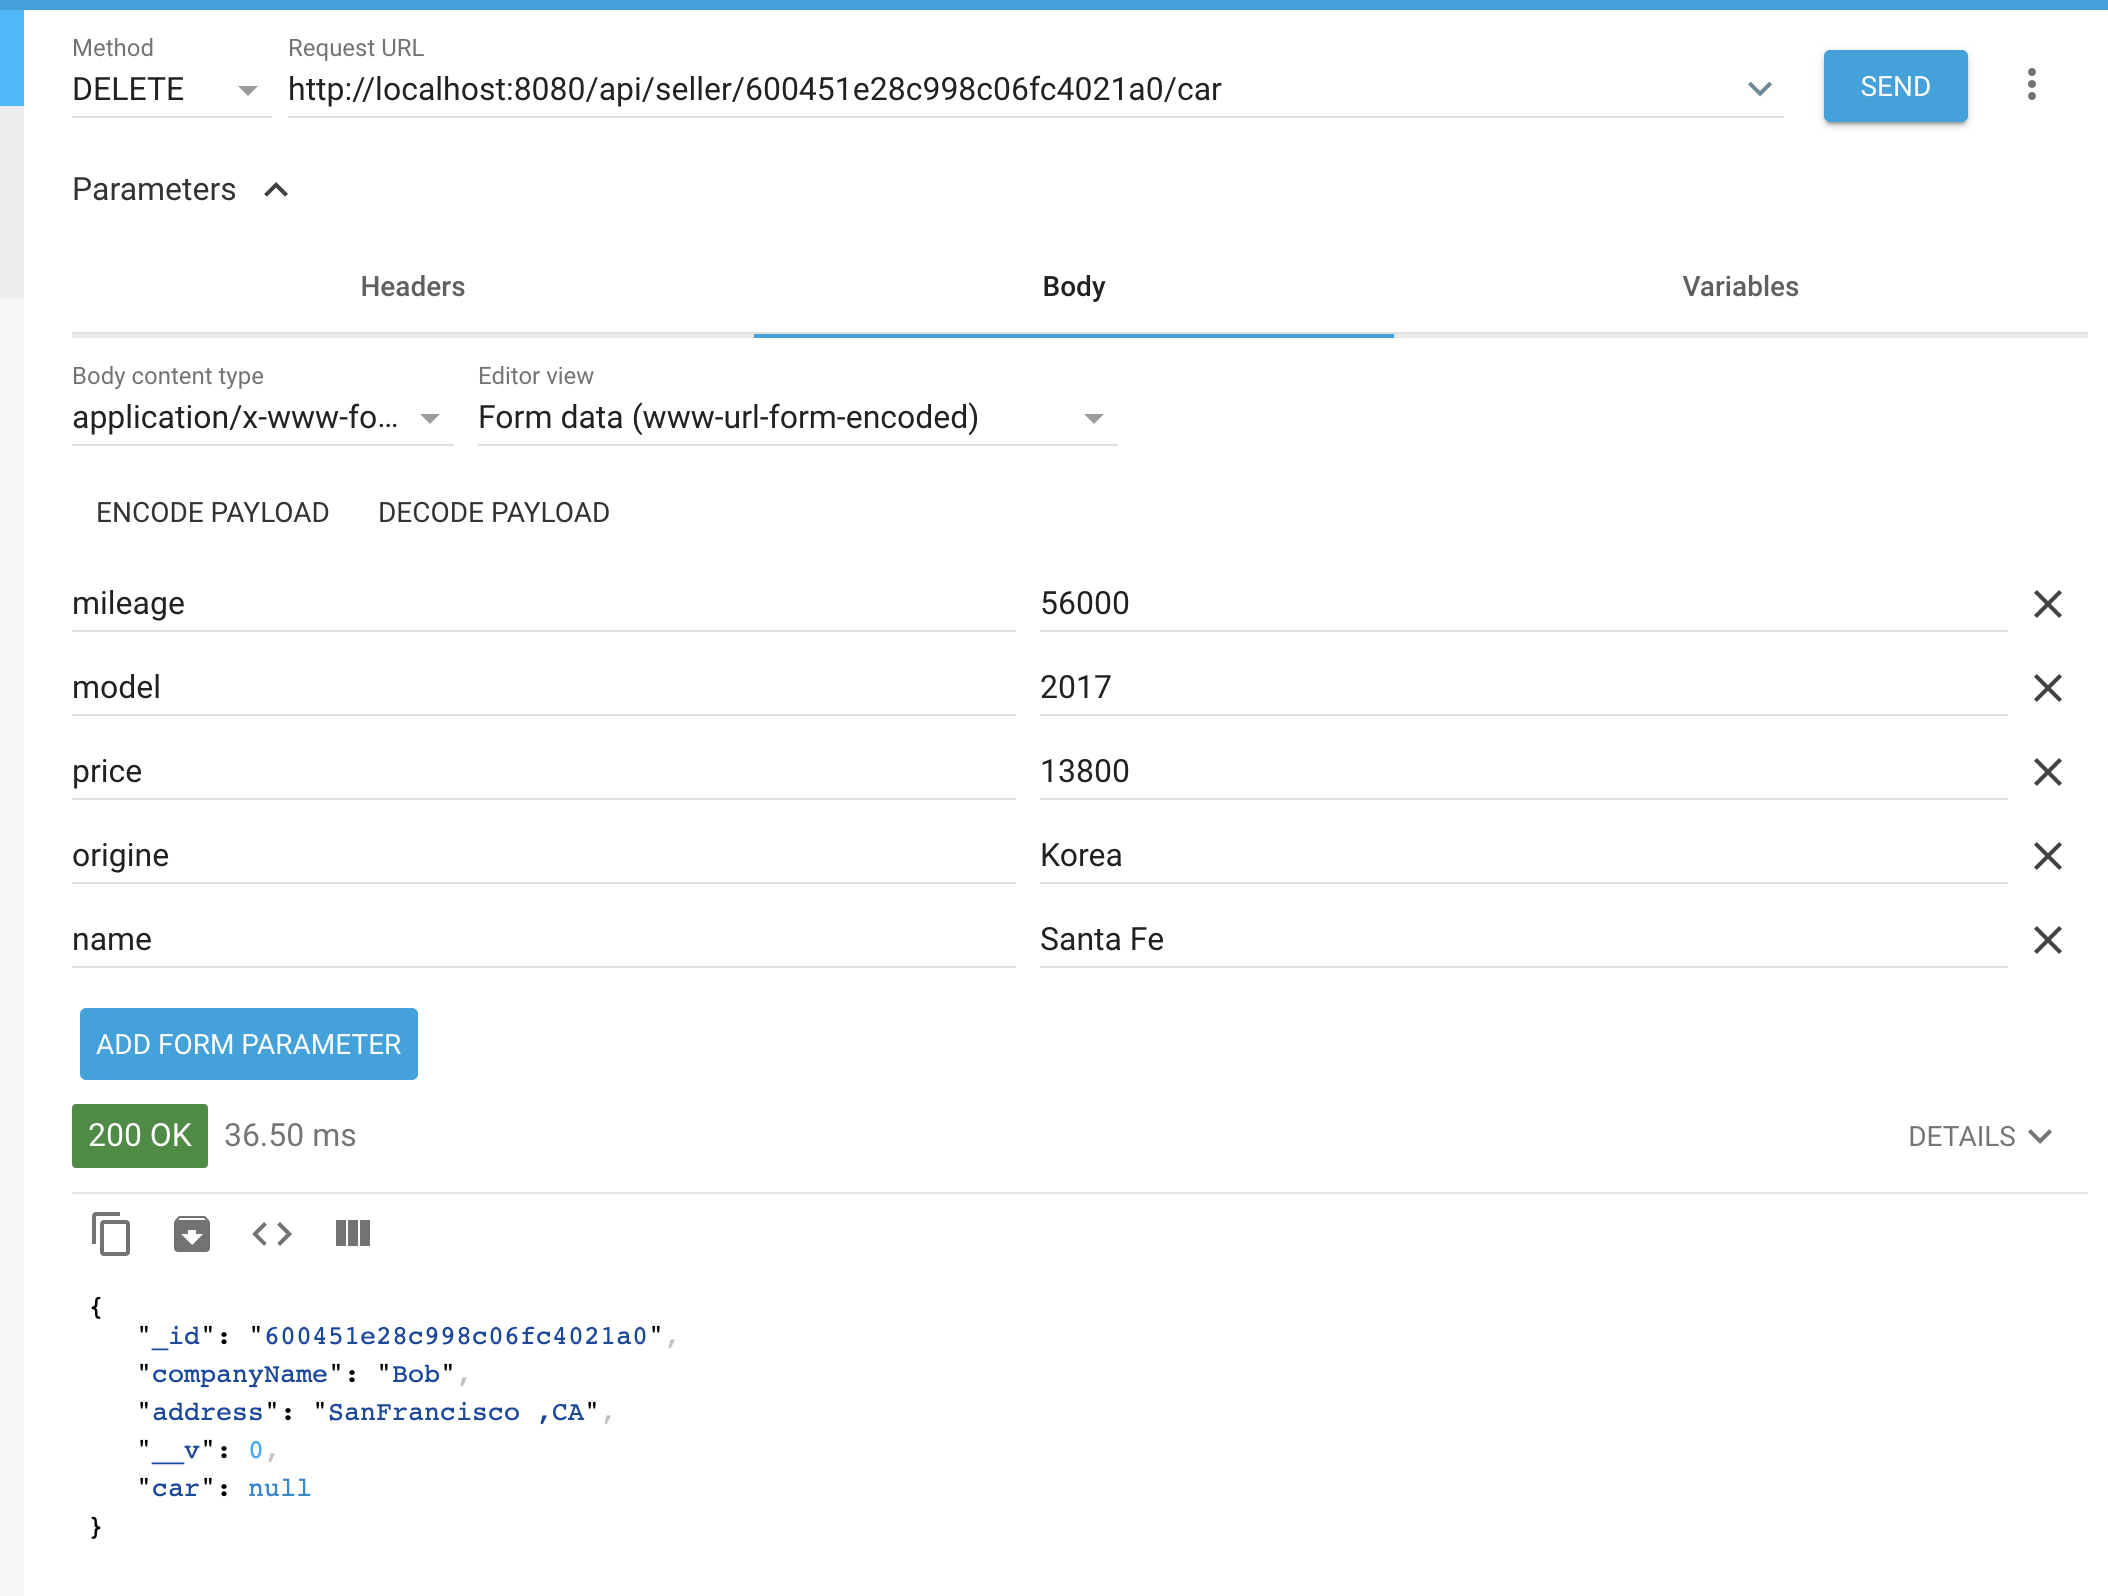 Method
Request URL
DELETE
http://localhost:8080/api/seller/600451e28c998c06fc4021a0/car
SEND
Parameters
Headers
Body
Variables
Body content type
Editor view
application/x-www-fo...
Form data (www-url-form-encoded)
ENCODE PAYLOAD
DECODE PAYLOAD
mileage
56000
model
2017
price
13800
origine
Korea
name
Santa Fe
ADD FORM PARAMETER
200 OK
36.50 ms
DETAILS
{
"_id": "600451e28c998c06fc4021a0",
"companyName": "Bob",
"address": "SanFrancisco ,CA",
"__v": 0,
"car": null
}